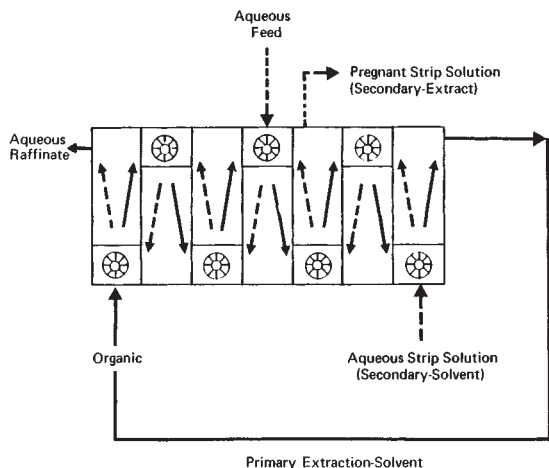 Aqueous
Feed
Pregnant Strip Solution
(Secondary-Extract)
Aqueous
Raffinate
Organic
Aqueous Strip Solution
(Secondary-Solvent)
Primary Extraction-Solvent